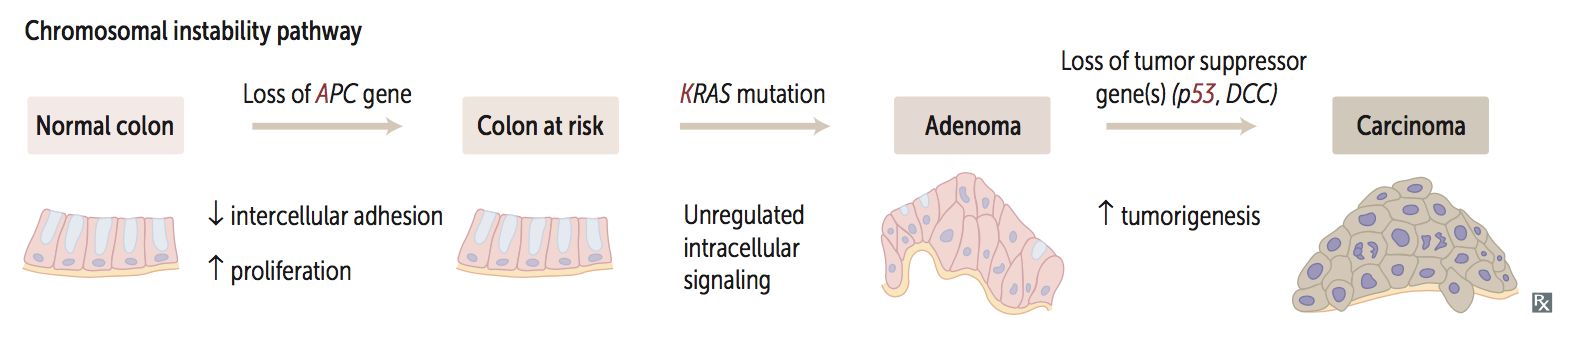 Chromosomal instability pathway
Normal colon
Loss of APC gene
↓ intercellular adhesion
↑ proliferation
Colon at risk
KRAS mutation
Unregulated
intracellular
signaling
Adenoma
Loss of tumor suppressor
gene(s) (p53, DCC)
↑ tumorigenesis
Carcinoma
Rx